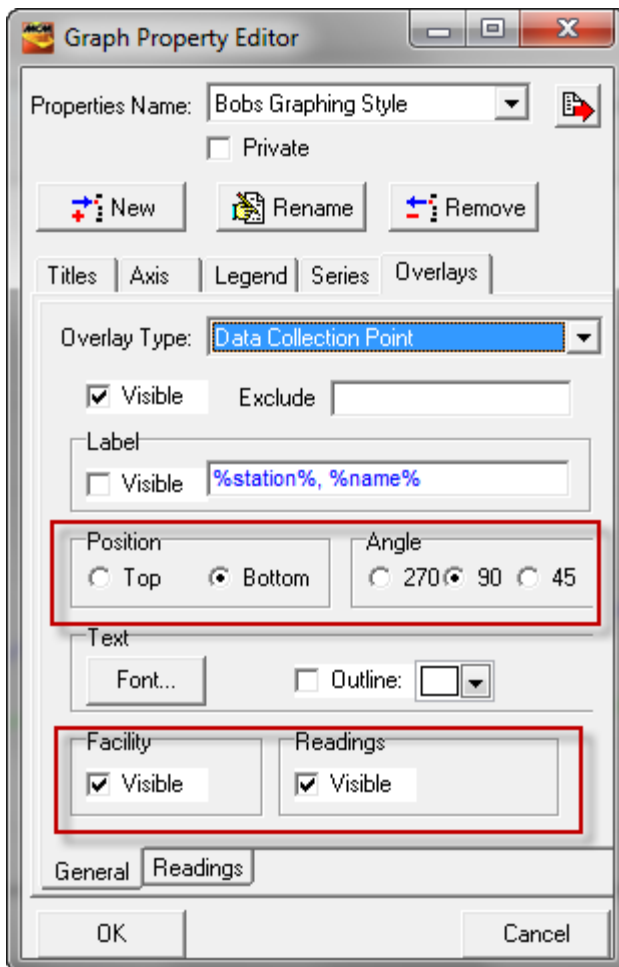 MCM Graph Property Editor
Properties Name: Bobs Graphing Style
Private
New Rename Remove
Titles Axis Legend Series Overlays
Overlay Type: Data Collection Point
Visible Exclude
Label
Visible %station%, %name%
Position Angle
Top Bottom 270 90 45
Text
Font... Outline:
Facility Readings
Visible Visible
General Readings
OK Cancel